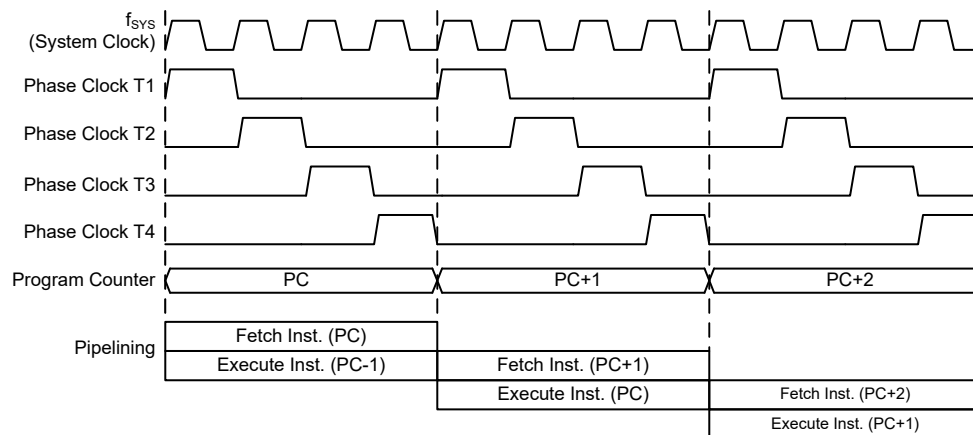 fSYS
(System Clock)
Phase Clock T1
Phase Clock T2
Phase Clock T3
Phase Clock T4
Program Counter PC PC+1 PC+2
Pipelining
Fetch Inst. (PC)
Execute Inst. (PC-1) Fetch Inst. (PC+1)
Execute Inst. (PC) Fetch Inst. (PC+2)
Execute Inst. (PC+1)